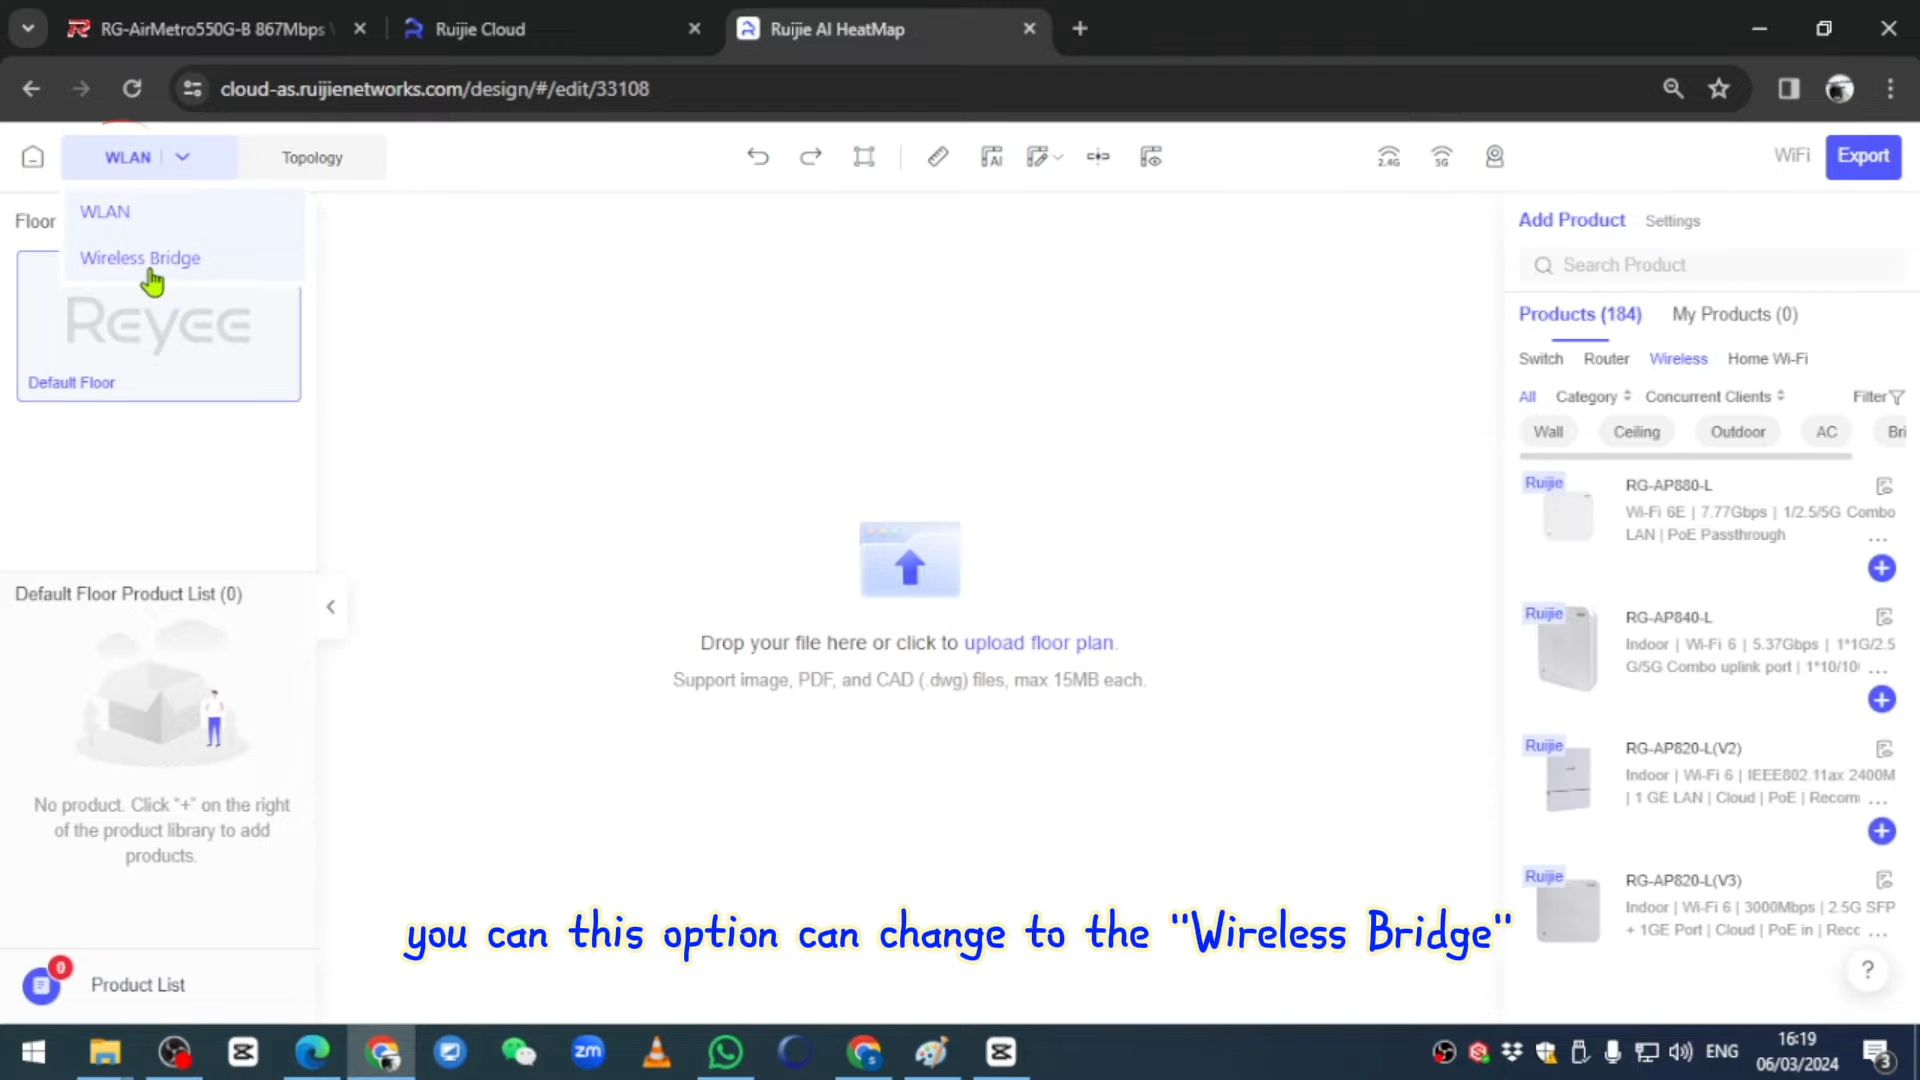 RG-AirMetro550G-B 867Mbps
Ruijie Cloud
Ruijie AI HeatMap
cloud-as.ruijienetworks.com/design/#/edit/33108
WLAN
Topology
AI
2.4G
5G
WiFi
Export
WLAN
Wireless Bridge
Floor
Reyee
Default Floor
Default Floor Product List (0)
No product. Click "+" on the right
of the product library to add
products.
0
Product List
Drop your file here or click to upload floor plan.
Support image, PDF, and CAD (.dwg) files, max 15MB each.
Add Product Settings
Search Product
Products (184) My Products (0)
Switch Router Wireless Home Wi-Fi
All Category Concurrent Clients Filter
Wall Ceiling Outdoor AC Bri
Ruijie
RG-AP880-L
Wi-Fi 6E | 7.77Gbps | 1/2.5/5G Combo
LAN | PoE Passthrough ...
Ruijie
RG-AP840-L
Indoor | Wi-Fi 6 | 5.37Gbps | 1*1G/2.5
G/5G Combo uplink port | 1*10/10 ...
Ruijie
RG-AP820-L(V2)
Indoor | Wi-Fi 6 | IEEE802.11ax 2400M
| 1 GE LAN | Cloud | PoE | Recom ...
Ruijie
RG-AP820-L(V3)
Indoor | Wi-Fi 6 | 3000Mbps | 2.5G SFP
+ 1GE Port | Cloud | PoE in | Recc ...
?
you can this option can change to the "Wireless Bridge"
zm
S
ENG
16:19
06/03/2024
3